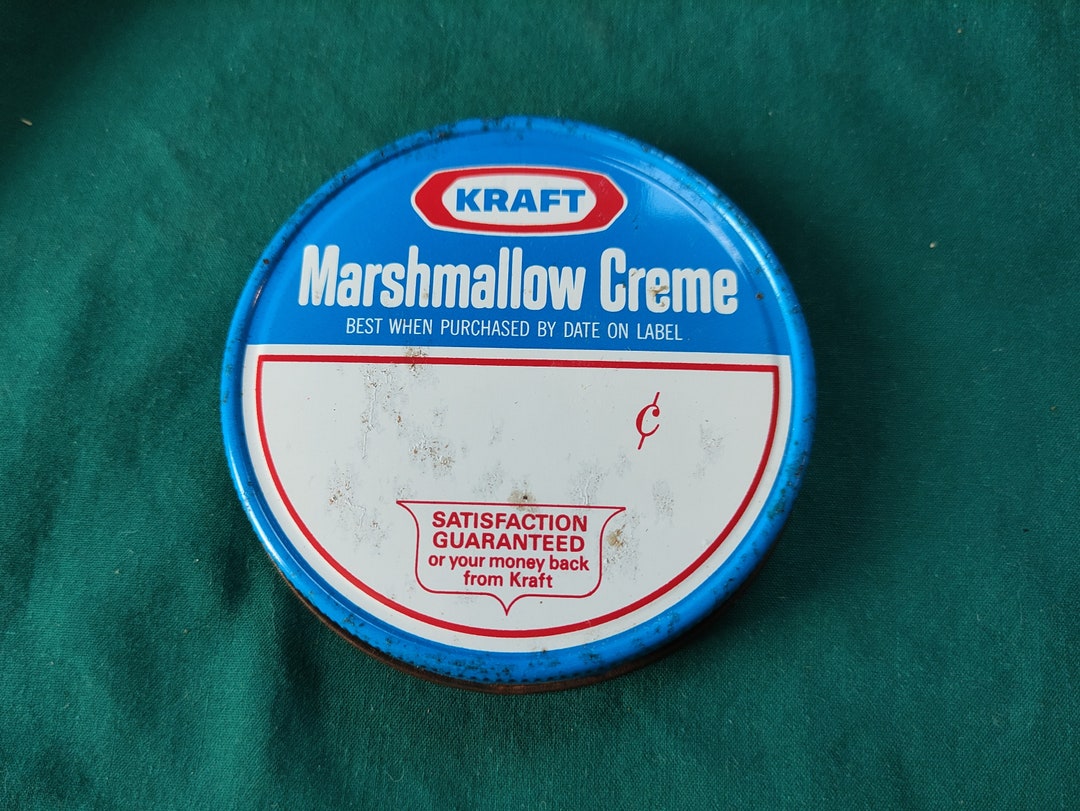 KRAFT
Marshmallow Creme
BEST WHEN PURCHASED BY DATE ON LABEL
¢
SATISFACTION
GUARANTEED
or your money back
from Kraft